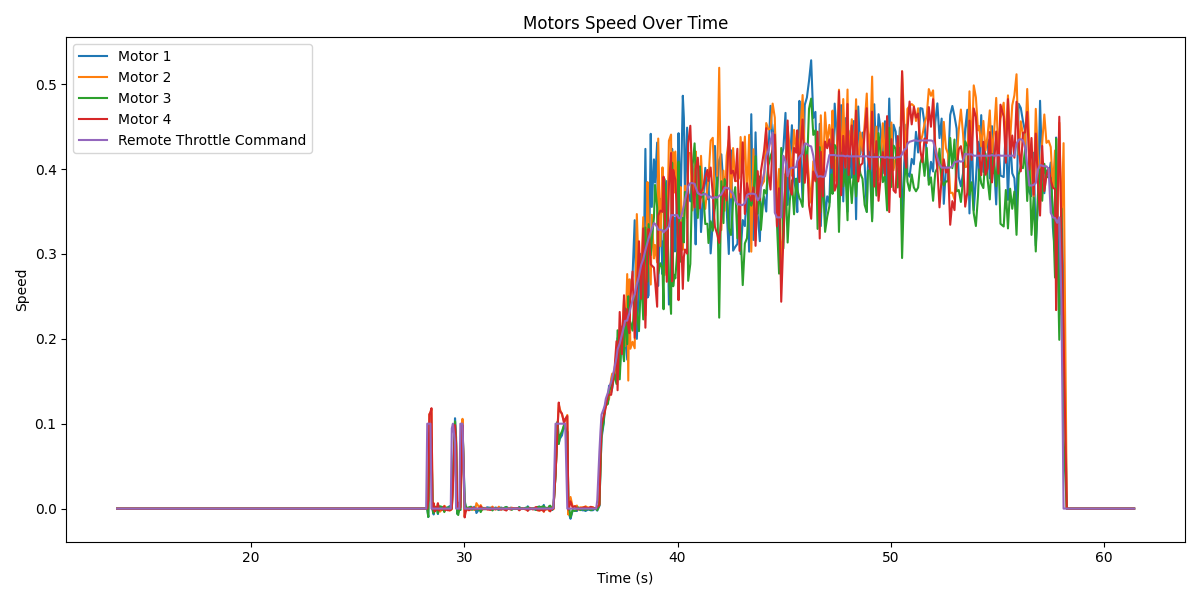 Motors Speed Over Time
Motor 1
Motor 2
Motor 3
Motor 4
Remote Throttle Command
Speed
0.5
0.4
0.3
0.2
0.1
0.0
20
30
40
50
60
Time (s)